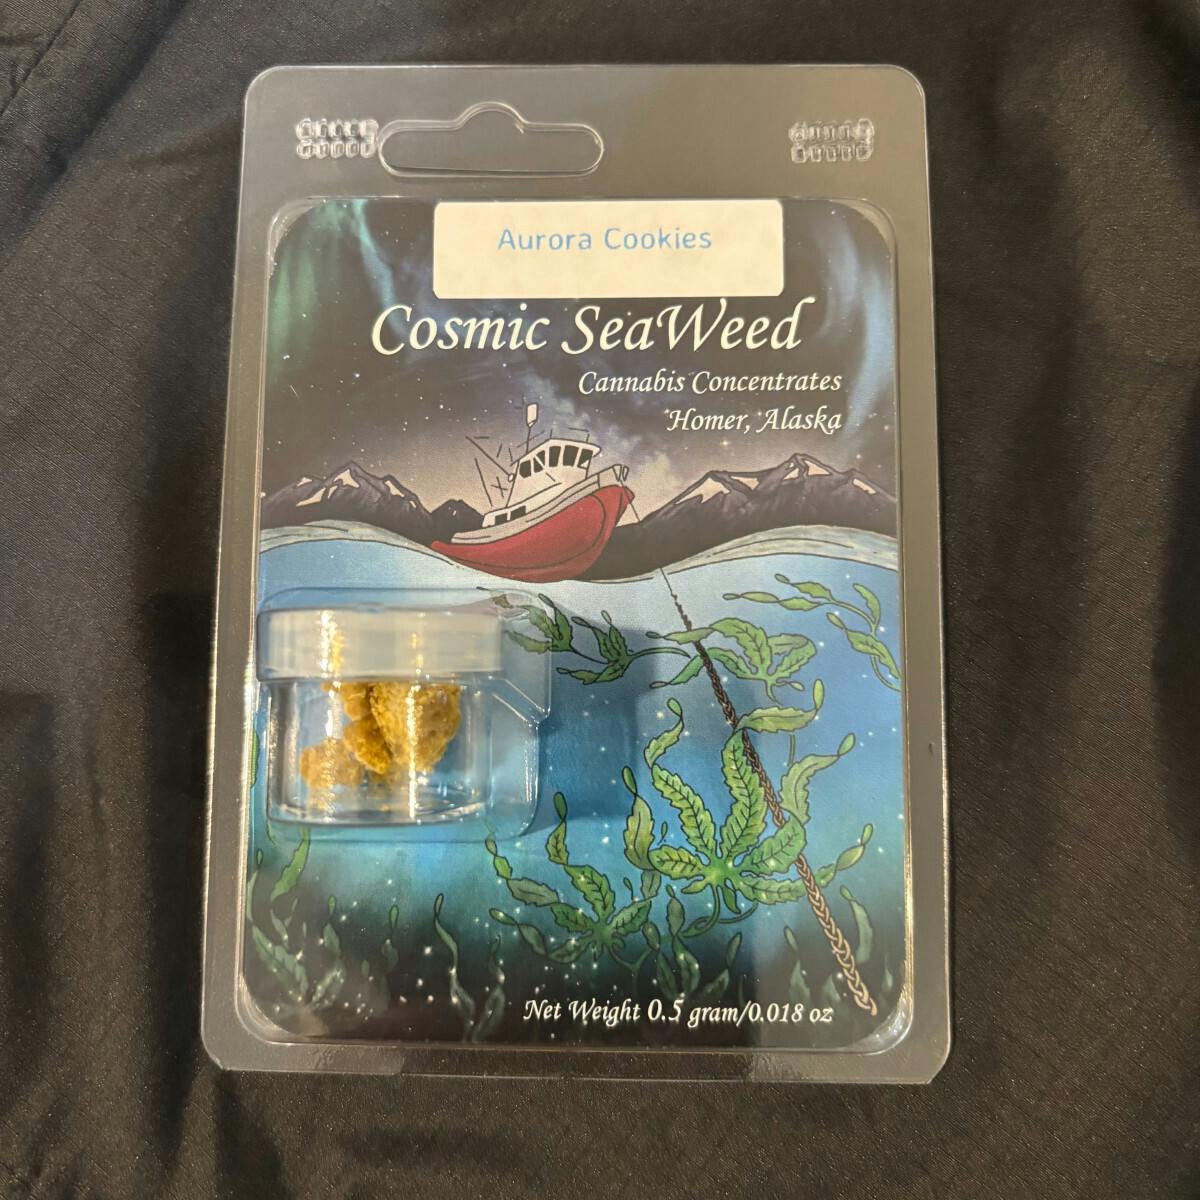 Aurora Cookies
Cosmic SeaWeed
Cannabis Concentrates
Homer, Alaska
Net Weight 0.5 gram/0.018 oz